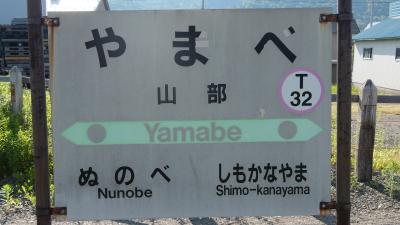 やまべ
山部
T
32
Yamabe
ぬのべ しもかなやま
Nunobe Shimo-kanayama